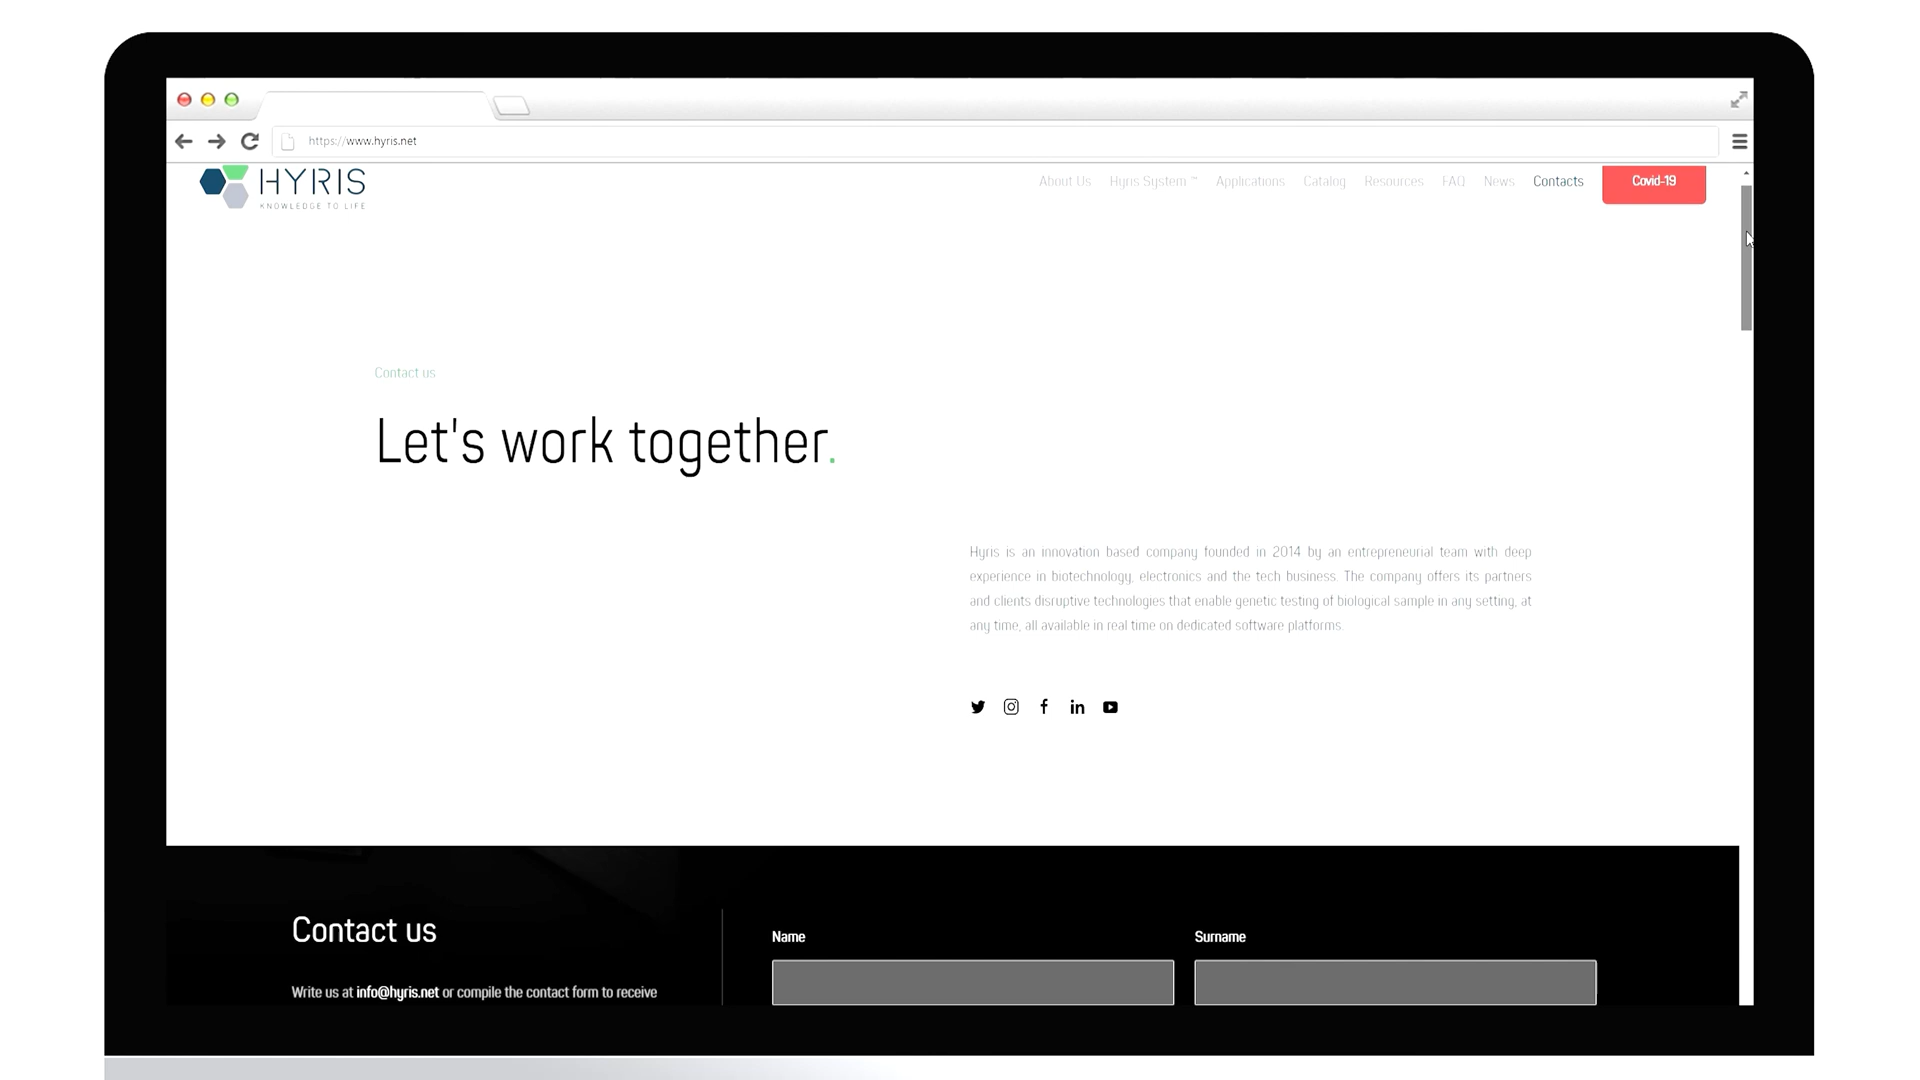 https://www.hyris.net
HYRIS
KNOWLEDGE TO LIFE
About Us Hyris System ™ Applications Catalog Resources FAQ News Contacts Covid-19
Contact us
Let's work together.
Hyris is an innovation based company founded in 2014 by an entrepreneurial team with deep
experience in biotechnology, electronics and the tech business. The company offers its partners
and clients disruptive technologies that enable genetic testing of biological sample in any setting, at
any time, all available in real time on dedicated software platforms.
Contact us
Name Surname
Write us at info@hyris.net or compile the contact form to receive